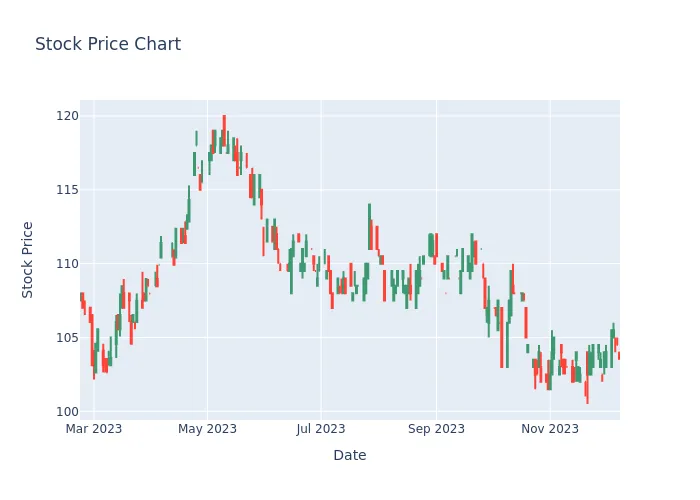 Stock Price Chart
120
115
110
105
100
Stock Price
Mar 2023
May 2023
Jul 2023
Sep 2023
Nov 2023
Date